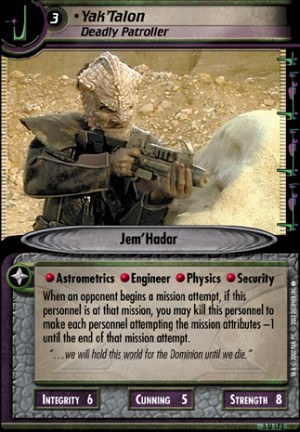 3
• Yak'Talon
Deadly Patroller
Jem'Hadar
Astrometrics Engineer Physics Security
When an opponent begins a mission attempt, if this
personnel is at that mission, you may kill this personnel to
make each personnel attempting the mission attributes -1
until the end of that mission attempt.
"...we will hold this world for the Dominion until we die."
INTEGRITY 6 CUNNING 5 STRENGTH 8